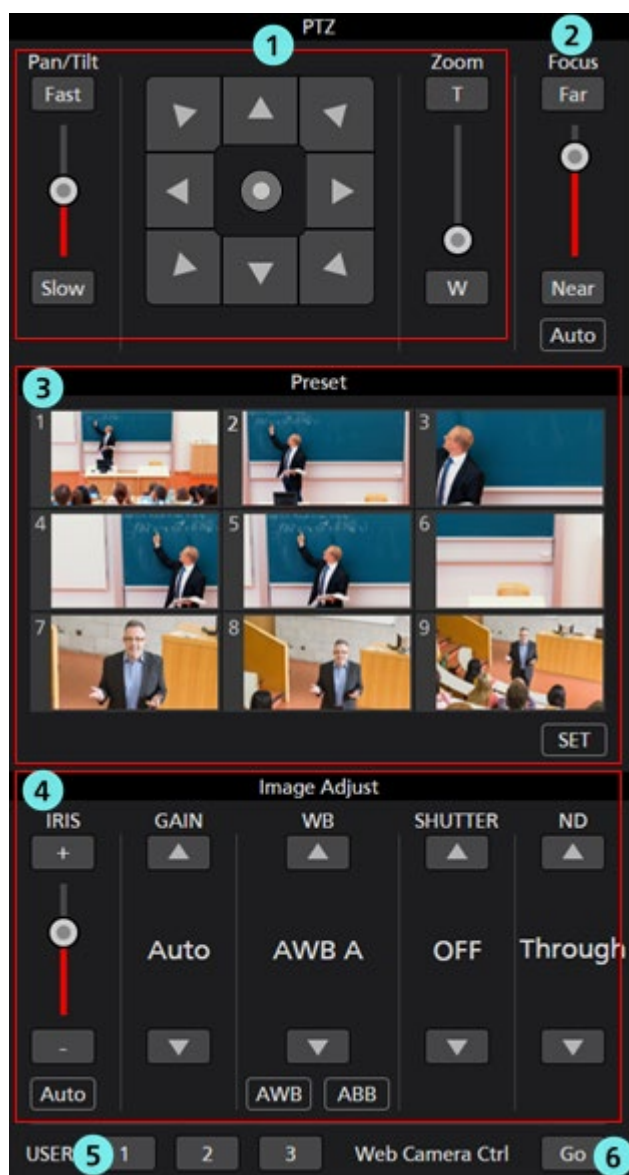 PTZ
1
2
Pan/Tilt
Zoom
Focus
Fast
T
Far
Slow
W
Near
Auto
3
Preset
1
2
3
4
5
6
7
8
9
SET
4
Image Adjust
IRIS
GAIN
WB
SHUTTER
ND
+
Auto
AWB A
OFF
Through
-
Auto
AWB
ABB
USER
5
1
2
3
Web Camera Ctrl
Go
6